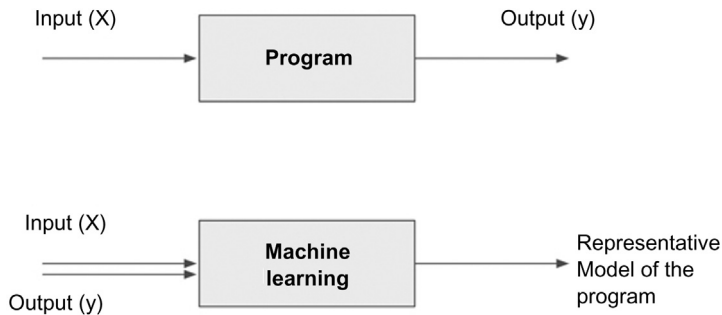 Input (X)
Output (y)
Program
Input (X)
Machine
learning
Output (y)
Representative
Model of the
program